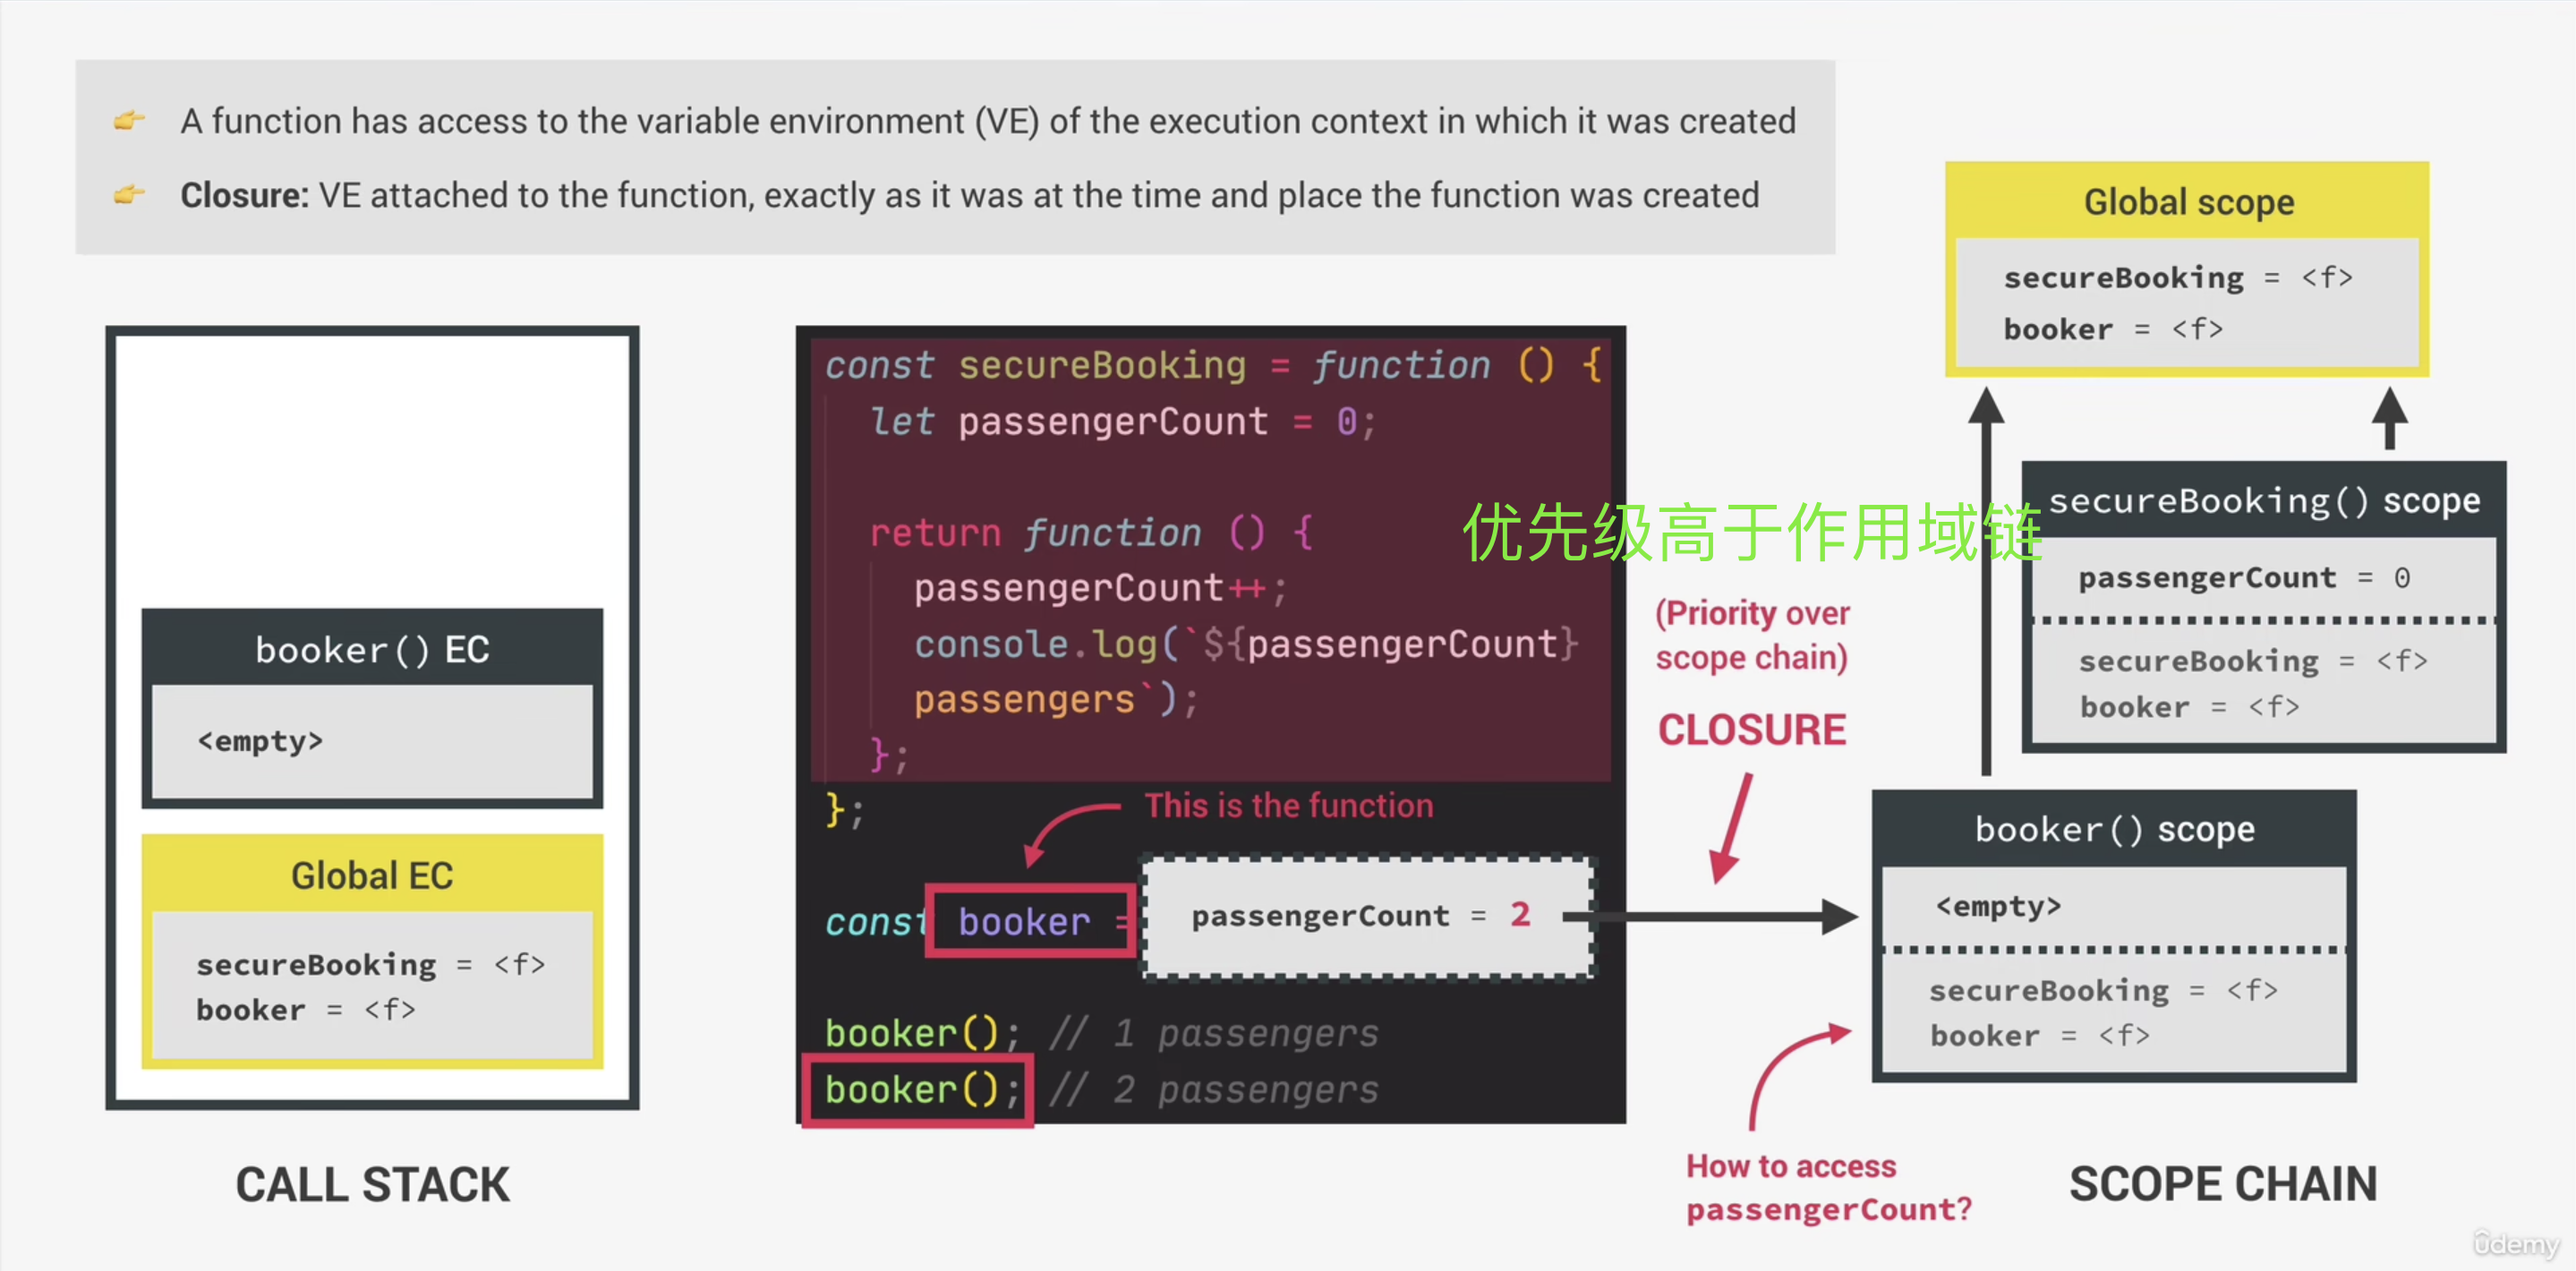 👉 A function has access to the variable environment (VE) of the execution context in which it was created
👉 Closure: VE attached to the function, exactly as it was at the time and place the function was created
booker() EC
<empty>
Global EC
secureBooking = <f>
booker = <f>
CALL STACK
const secureBooking = function () {
let passengerCount = 0;
return function () {
passengerCount++;
console.log(`${passengerCount}
passengers`);
};
};
This is the function
const booker =
passengerCount = 2
booker(); // 1 passengers
booker(); // 2 passengers
优先级高于作用域链
(Priority over
scope chain)
CLOSURE
Global scope
secureBooking = <f>
booker = <f>
secureBooking() scope
passengerCount = 0
secureBooking = <f>
booker = <f>
booker() scope
<empty>
secureBooking = <f>
booker = <f>
How to access
passengerCount?
SCOPE CHAIN
ûdemy